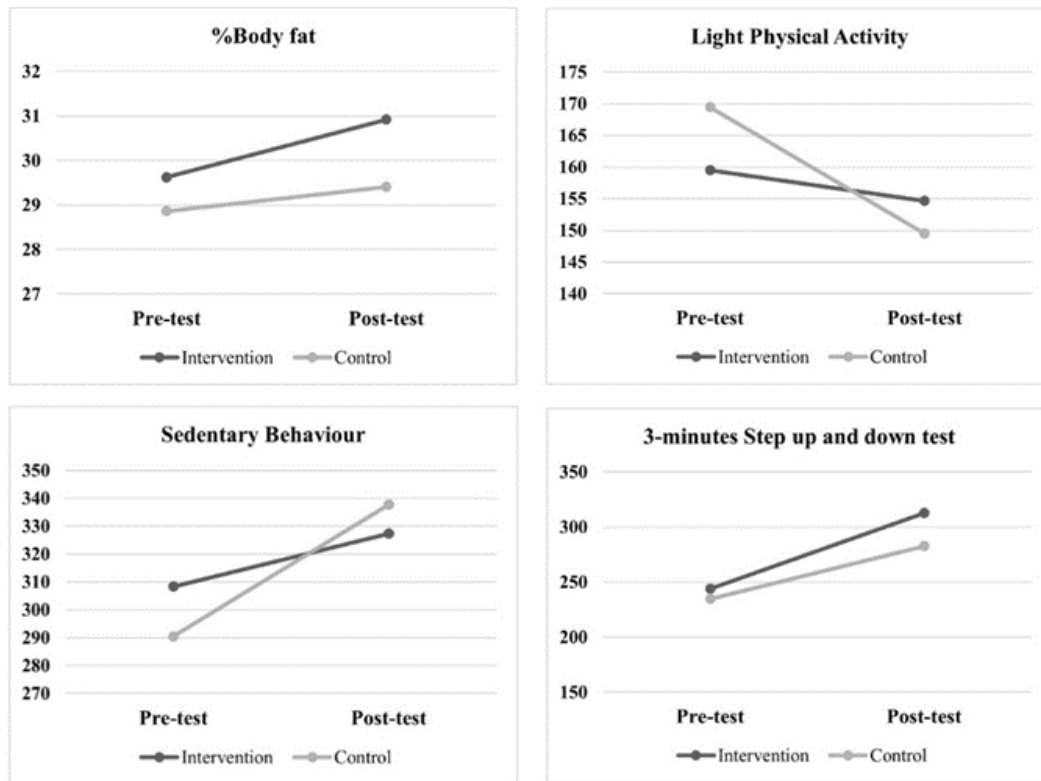 %Body fat
32
31
30
29
28
27
Pre-test Post-test
Intervention Control
Light Physical Activity
175
170
165
160
155
150
145
140
Pre-test Post-test
Intervention Control
Sedentary Behaviour
350
340
330
320
310
300
290
280
270
Pre-test Post-test
Intervention Control
3-minutes Step up and down test
350
300
250
200
150
Pre-test Post-test
Intervention Control